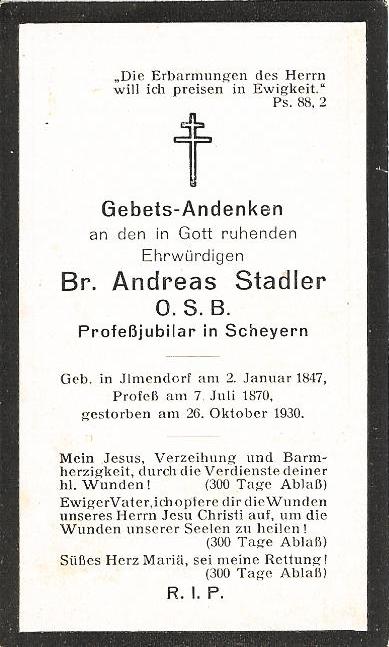 „Die Erbarmungen des Herrn
will ich preisen in Ewigkeit.“
Ps. 88, 2
Gebets-Andenken
an den in Gott ruhenden
Ehrwürdigen
Br. Andreas Stadler
O. S. B.
Profeßjubilar in Scheyern
Geb. in Jlmendorf am 2. Januar 1847,
Profeß am 7. Juli 1870,
gestorben am 26. Oktober 1930.
Mein Jesus, Verzeihung und Barm-
herzigkeit, durch die Verdienste deiner
hl. Wunden! (300 Tage Ablaß)
Ewiger Vater, ich opfere dir die Wunden
unseres Herrn Jesu Christi auf, um die
Wunden unserer Seelen zu heilen!
(300 Tage Ablaß)
Süßes Herz Mariä, sei meine Rettung!
(300 Tage Ablaß)
R. I. P.